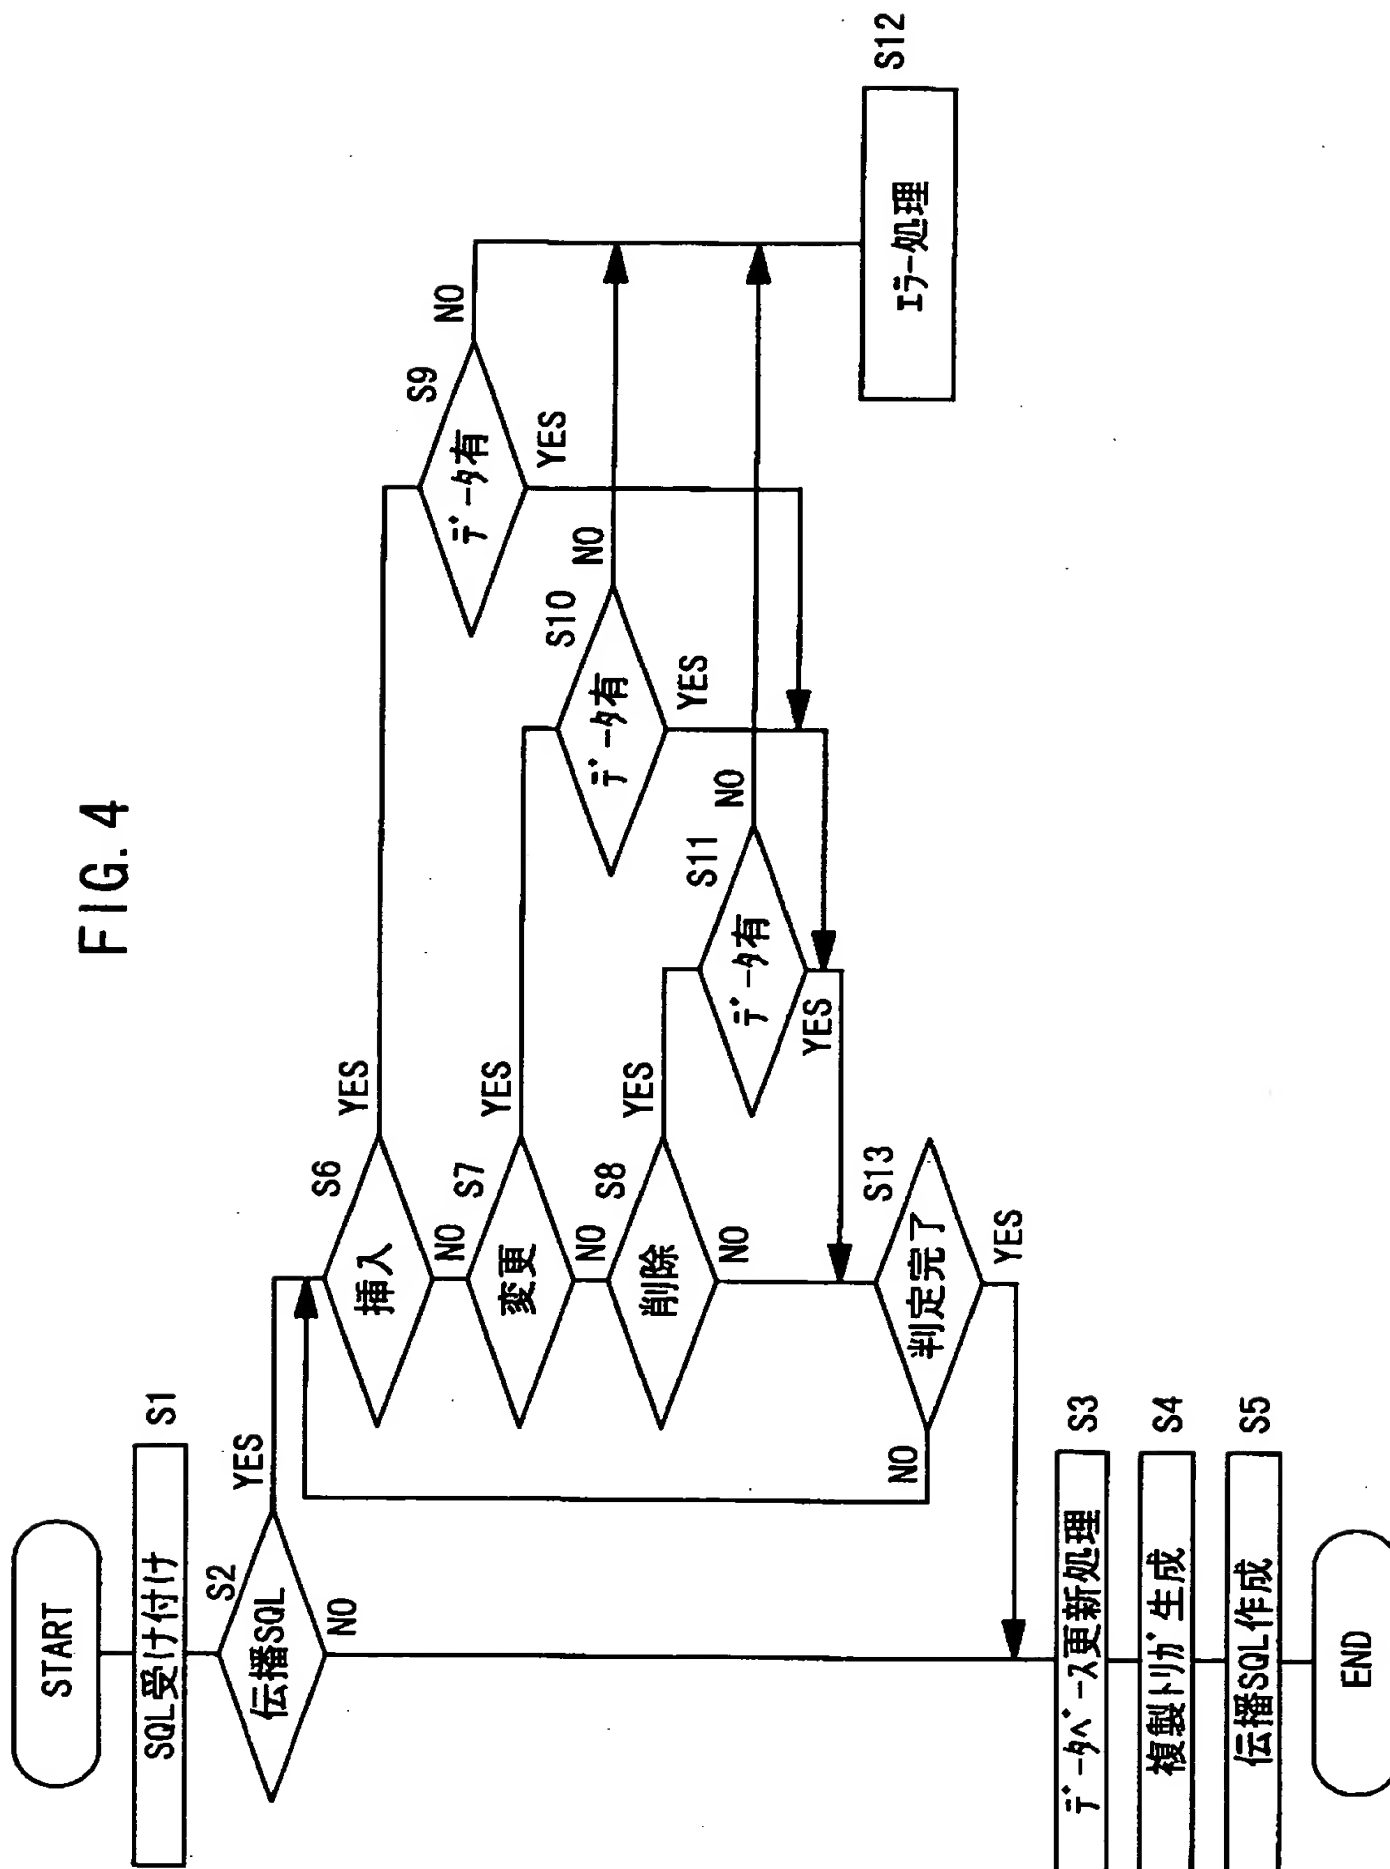 FIG. 4
START
SQL受け付け
S1
伝播SQL
S2
YES
NO
挿入
S6
YES
NO
変更
S7
YES
NO
削除
S8
YES
NO
データ有
S9
NO
YES
データ有
S10
NO
YES
データ有
S11
NO
YES
エラー処理
S12
判定完了
S13
NO
YES
データベース更新処理
S3
複製トリガ生成
S4
伝播SQL作成
S5
END